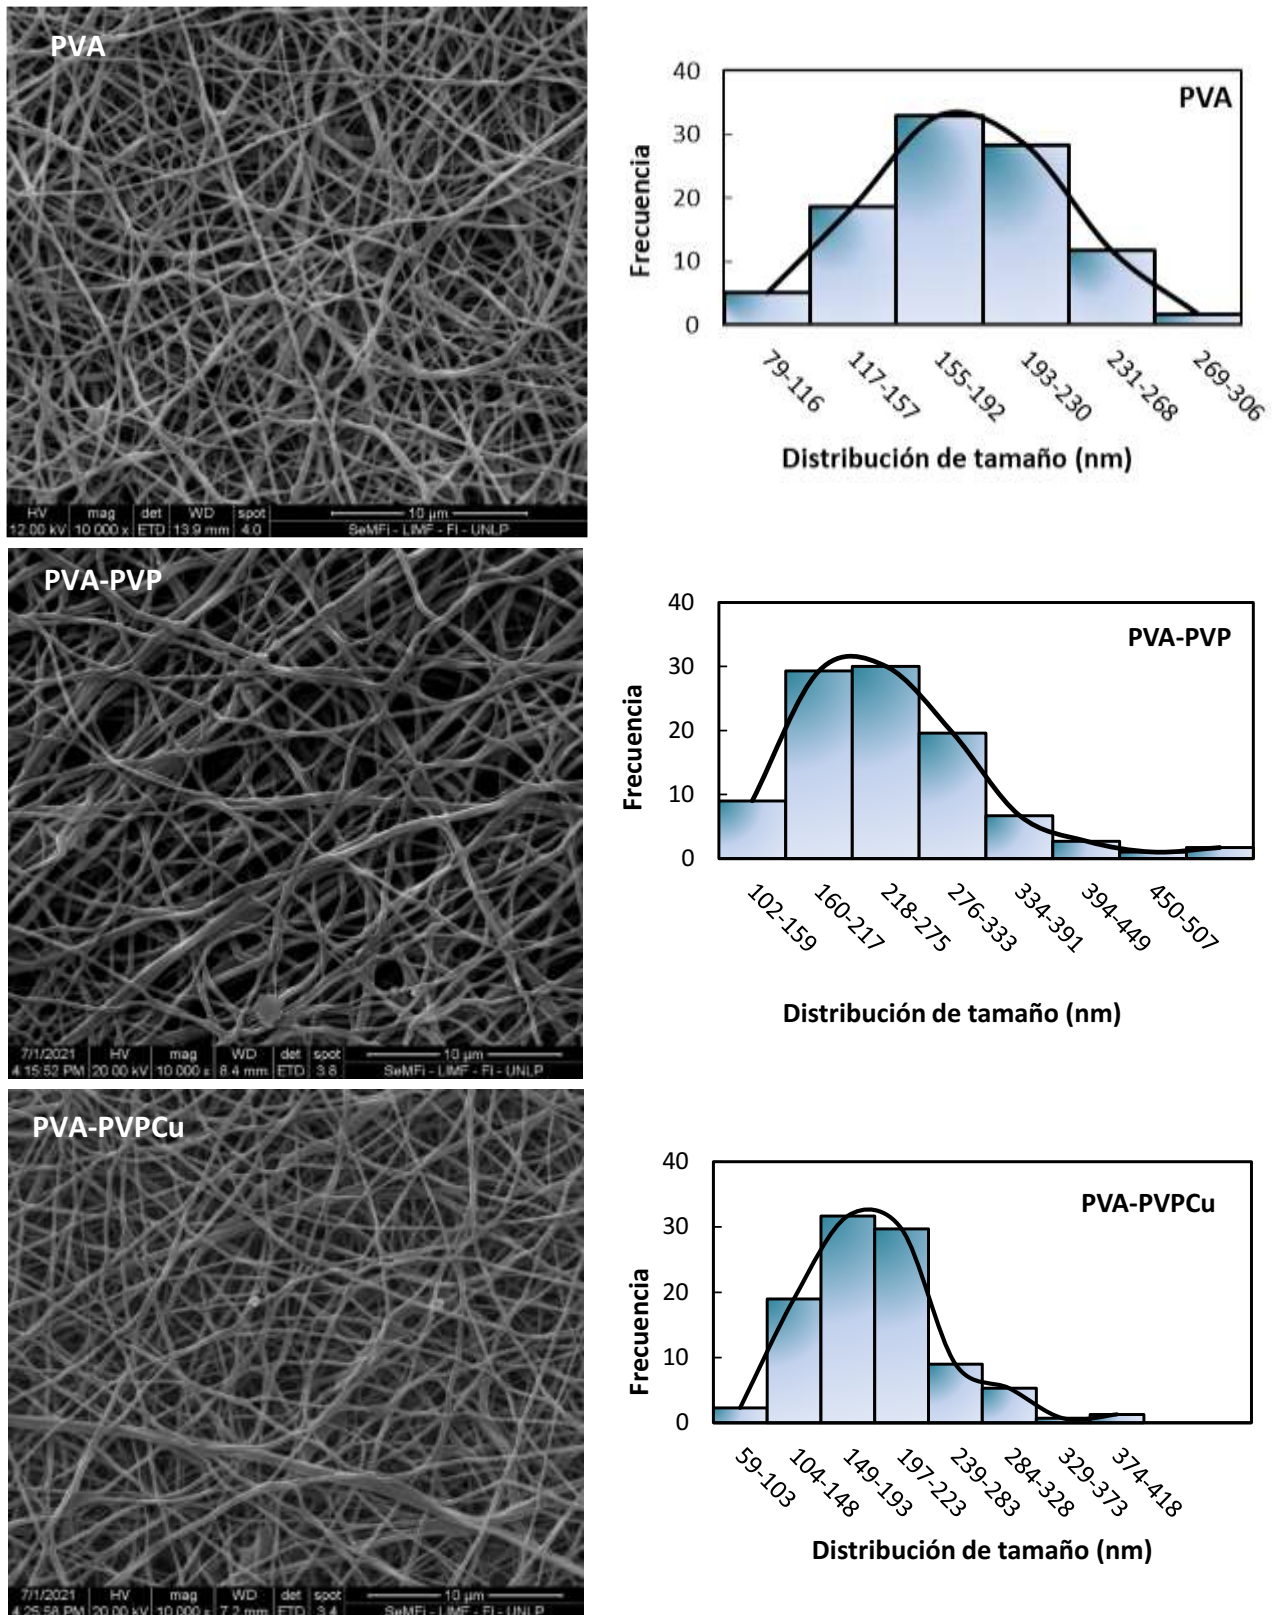 PVA
HV mag det WD spot 10 µm
12.00 kV 10 000 x ETD 13.9 mm 4.0 SeMFi - LIMF - FI - UNLP
40
30
20
10
0
Frecuencia
PVA
79-116 117-157 155-192 193-230 231-268 269-306
Distribución de tamaño (nm)
PVA-PVP
7/1/2021 HV mag WD det spot 10 µm
4:15:52 PM 20.00 kV 10 000 x 8.4 mm ETD 3.8 SeMFi - LIMF - FI - UNLP
40
30
20
10
0
Frecuencia
PVA-PVP
102-159 160-217 218-275 276-333 334-391 394-449 450-507
Distribución de tamaño (nm)
PVA-PVPCu
7/1/2021 HV mag WD det spot 10 µm
4:25:58 PM 20.00 kV 10 000 x 7.2 mm ETD 3.4 SeMFi - LIMF - FI - UNLP
40
30
20
10
0
Frecuencia
PVA-PVPCu
59-103 104-148 149-193 197-223 239-283 284-328 329-373 374-418
Distribución de tamaño (nm)